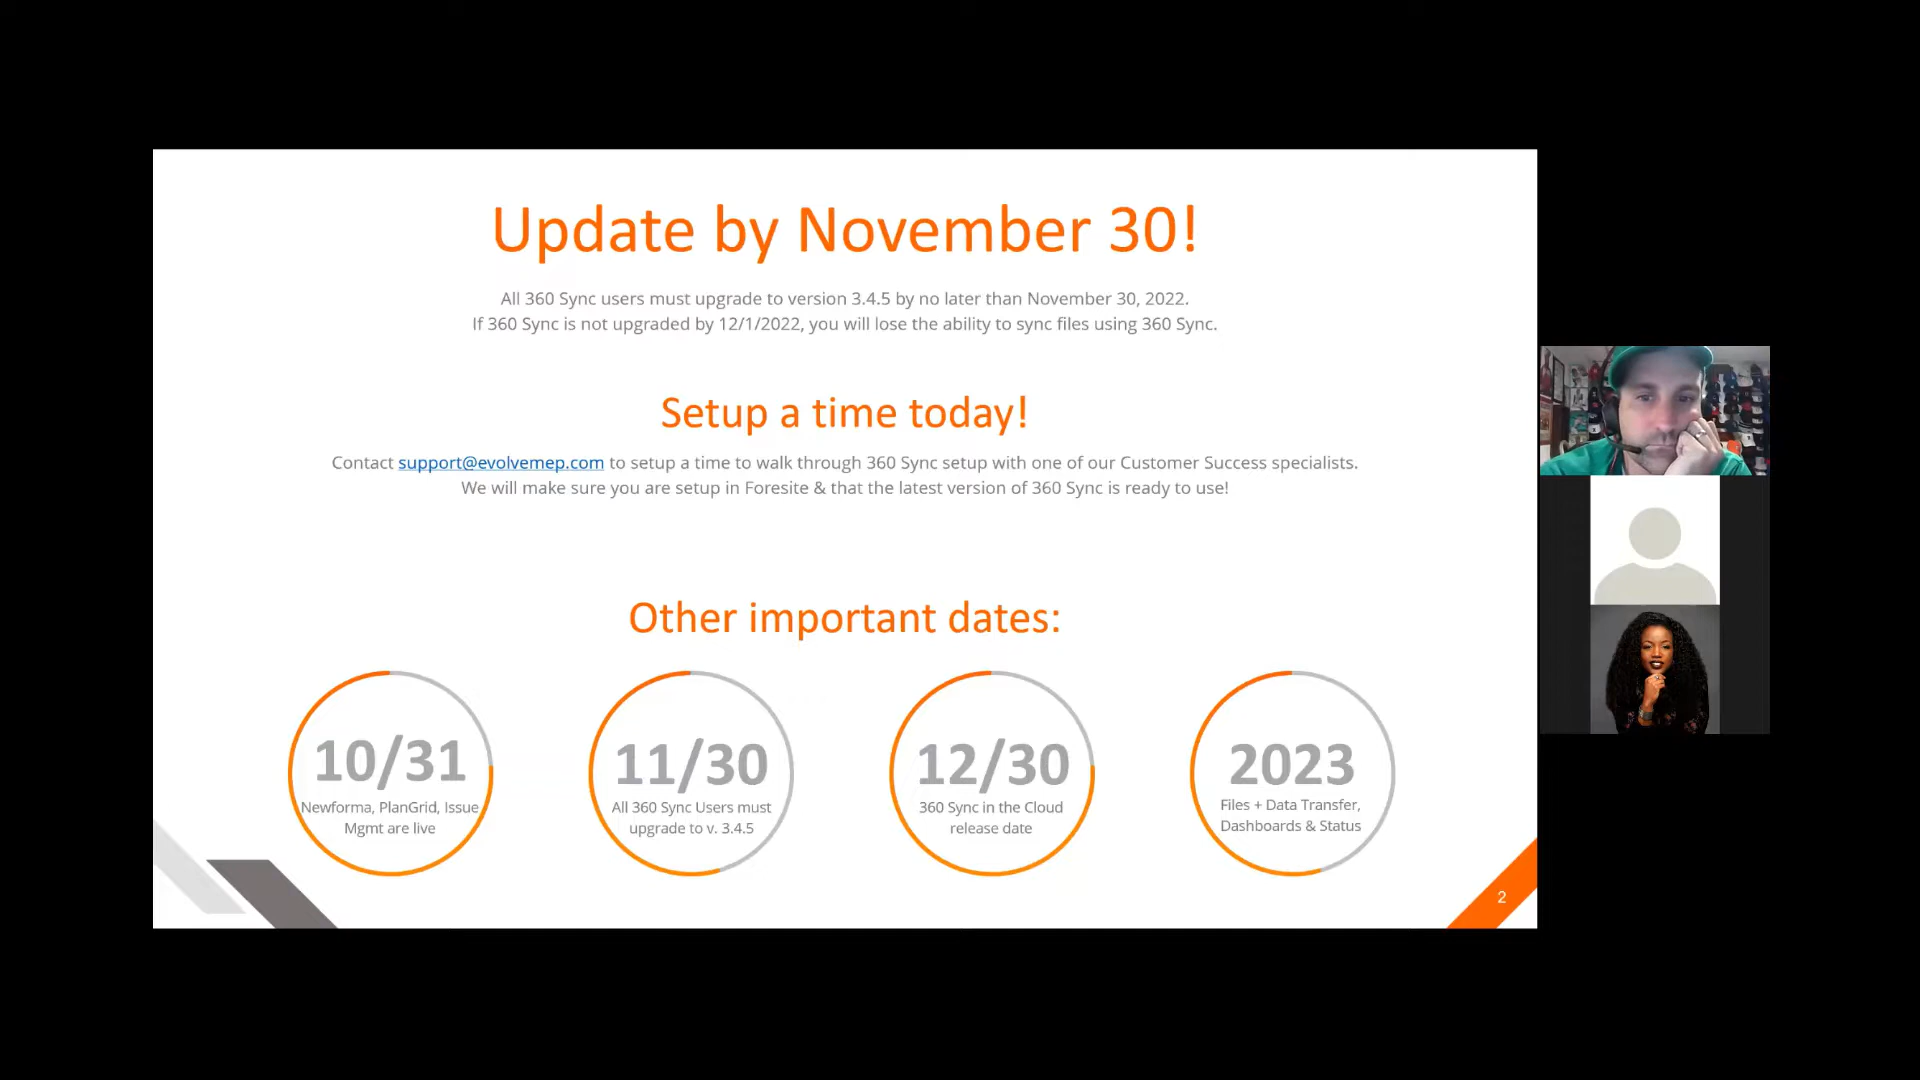 Update by November 30!
All 360 Sync users must upgrade to version 3.4.5 by no later than November 30, 2022.
If 360 Sync is not upgraded by 12/1/2022, you will lose the ability to sync files using 360 Sync.
Setup a time today!
Contact support@evolvemep.com to setup a time to walk through 360 Sync setup with one of our Customer Success specialists.
We will make sure you are setup in Foresite & that the latest version of 360 Sync is ready to use!
Other important dates:
10/31
Newforma, PlanGrid, Issue
Mgmt are live
11/30
All 360 Sync Users must
upgrade to v. 3.4.5
12/30
360 Sync in the Cloud
release date
2023
Files + Data Transfer,
Dashboards & Status
2